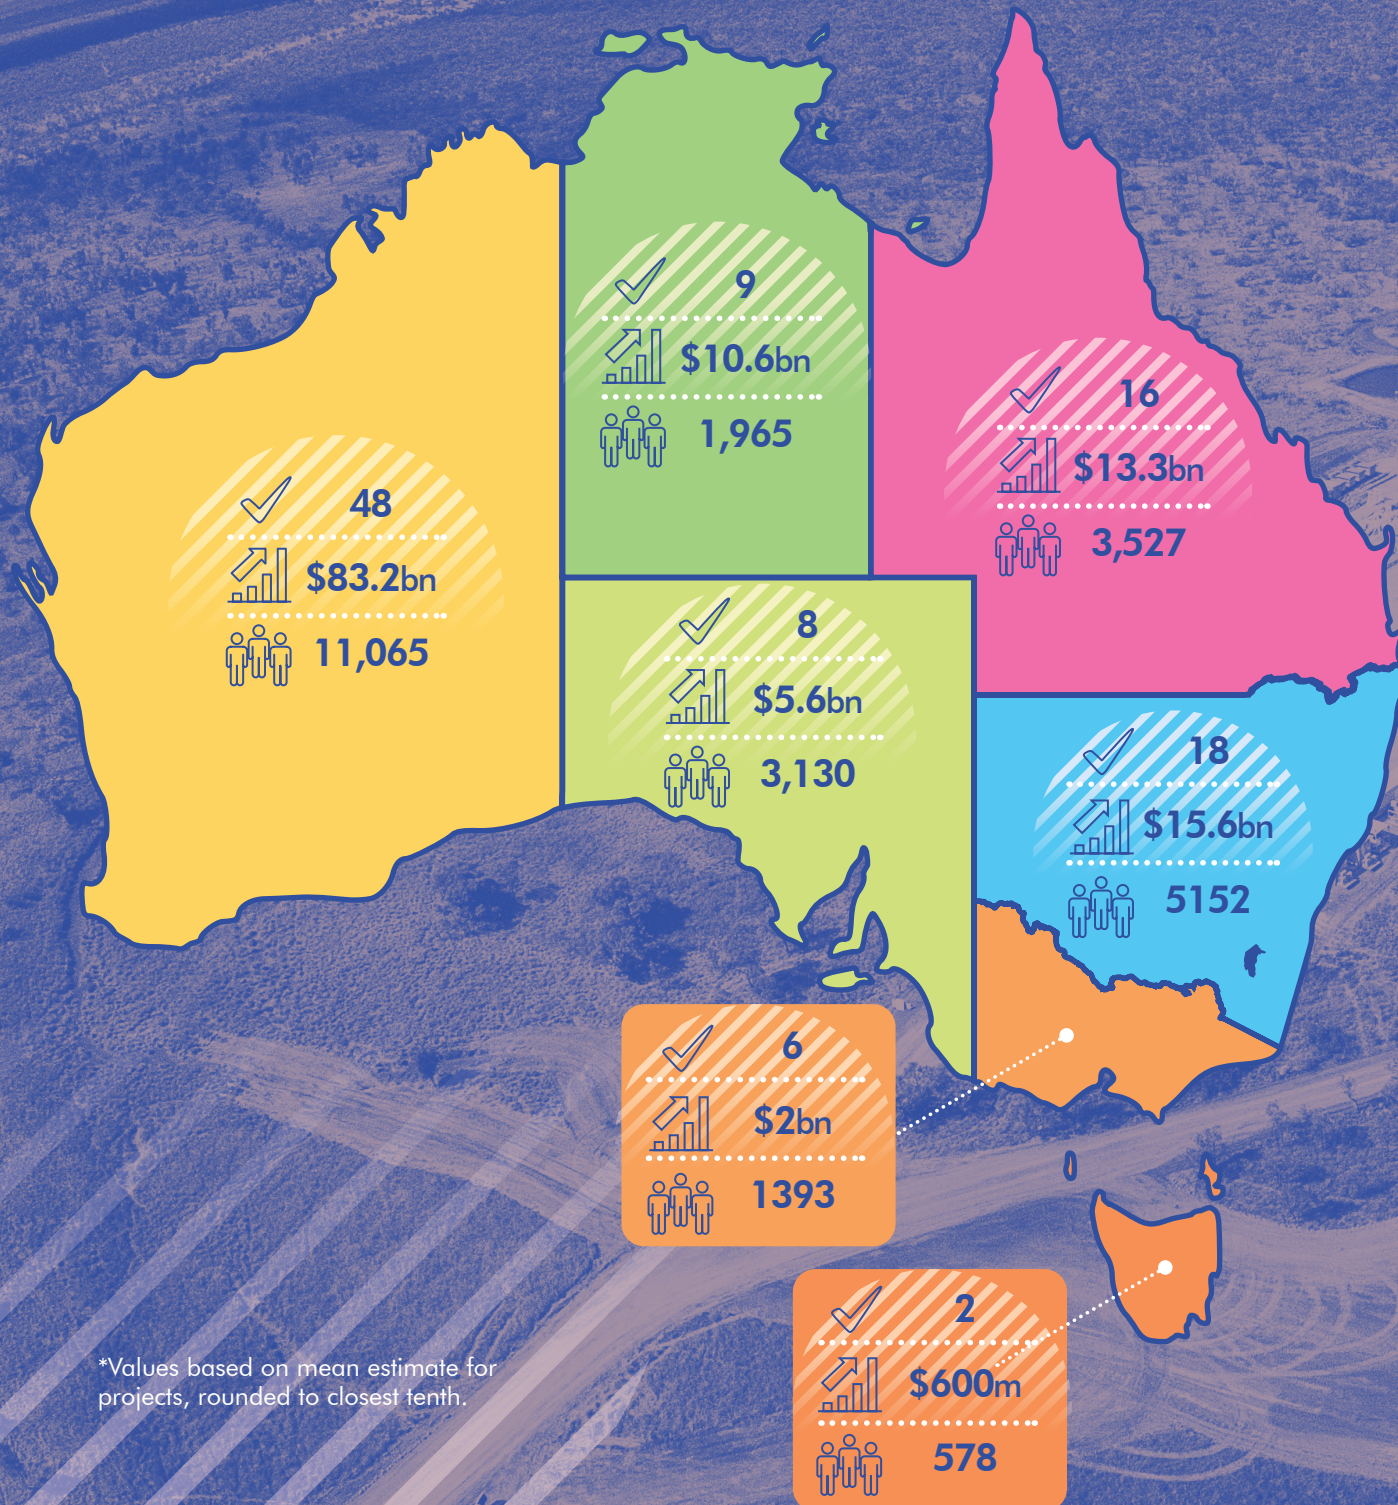 9
$10.6bn
1,965
16
$13.3bn
3,527
48
$83.2bn
11,065
8
$5.6bn
3,130
18
$15.6bn
5152
6
$2bn
1393
2
$600m
578
*Values based on mean estimate for
projects, rounded to closest tenth.